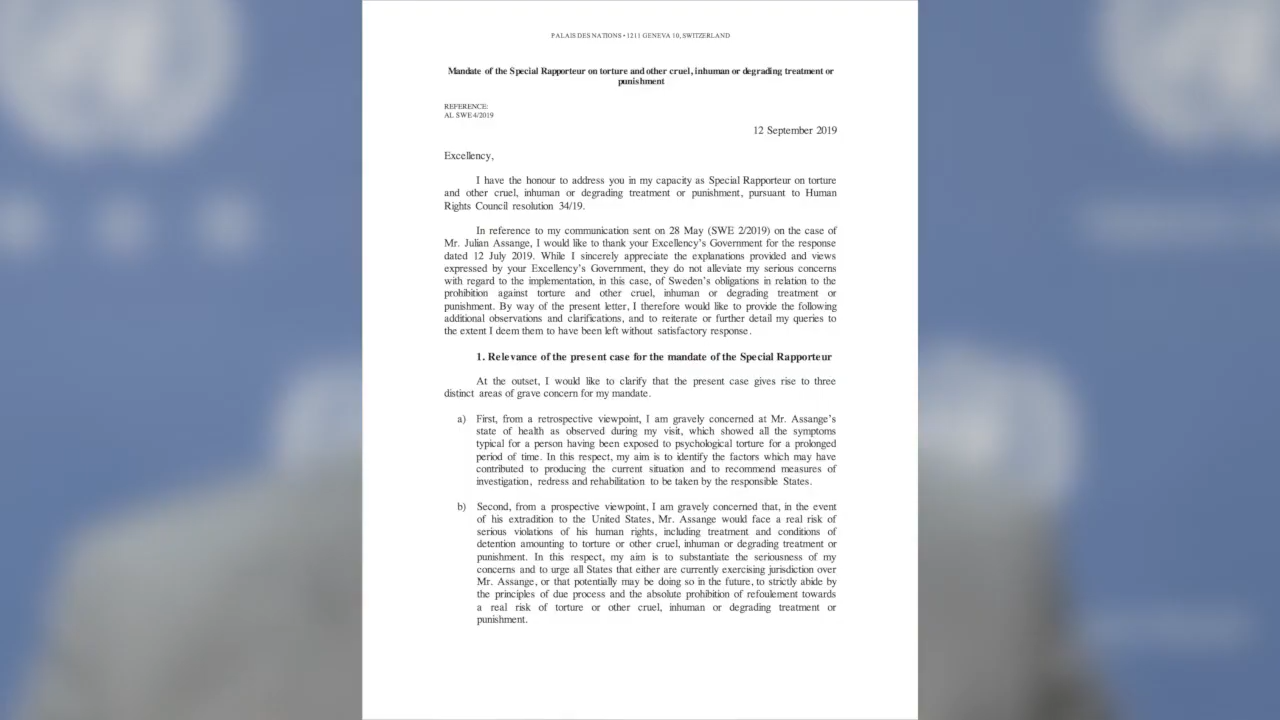 PALAIS DES NATIONS • 1211 GENEVA 10, SWITZERLAND
Mandate of the Special Rapporteur on torture and other cruel, inhuman or degrading treatment or
punishment
REFERENCE:
AL SWE 4/2019
12 September 2019
Excellency,
I have the honour to address you in my capacity as Special Rapporteur on torture
and other cruel, inhuman or degrading treatment or punishment, pursuant to Human
Rights Council resolution 34/19.
In reference to my communication sent on 28 May (SWE 2/2019) on the case of
Mr. Julian Assange, I would like to thank your Excellency's Government for the response
dated 12 July 2019. While I sincerely appreciate the explanations provided and views
expressed by your Excellency's Government, they do not alleviate my serious concerns
with regard to the implementation, in this case, of Sweden's obligations in relation to the
prohibition against torture and other cruel, inhuman or degrading treatment or
punishment. By way of the present letter, I therefore would like to provide the following
additional observations and clarifications, and to reiterate or further detail my queries to
the extent I deem them to have been left without satisfactory response.
1. Relevance of the present case for the mandate of the Special Rapporteur
At the outset, I would like to clarify that the present case gives rise to three
distinct areas of grave concern for my mandate.
a) First, from a retrospective viewpoint, I am gravely concerned at Mr. Assange's
state of health as observed during my visit, which showed all the symptoms
typical for a person having been exposed to psychological torture for a prolonged
period of time. In this respect, my aim is to identify the factors which may have
contributed to producing the current situation and to recommend measures of
investigation, redress and rehabilitation to be taken by the responsible States.
b) Second, from a prospective viewpoint, I am gravely concerned that, in the event
of his extradition to the United States, Mr. Assange would face a real risk of
serious violations of his human rights, including treatment and conditions of
detention amounting to torture or other cruel, inhuman or degrading treatment or
punishment. In this respect, my aim is to substantiate the seriousness of my
concerns and to urge all States that either are currently exercising jurisdiction over
Mr. Assange, or that potentially may be doing so in the future, to strictly abide by
the principles of due process and the absolute prohibition of refoulement towards
a real risk of torture or other cruel, inhuman or degrading treatment or
punishment.